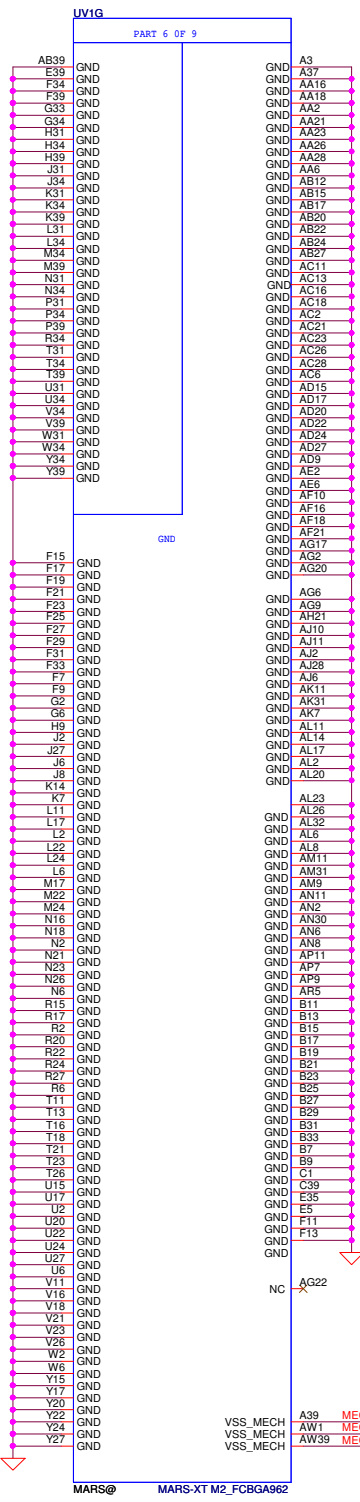 UV1G
PART 6 OF 9
AB39 GND
E39 GND
F34 GND
F39 GND
G33 GND
G34 GND
H31 GND
H34 GND
H39 GND
J31 GND
J34 GND
K31 GND
K34 GND
K39 GND
L31 GND
L34 GND
M34 GND
M39 GND
N31 GND
N34 GND
P31 GND
P34 GND
P39 GND
R34 GND
T31 GND
T34 GND
T39 GND
U31 GND
U34 GND
V34 GND
V39 GND
W31 GND
W34 GND
Y34 GND
Y39 GND
GND
F15 GND
F17 GND
F19 GND
F21 GND
F23 GND
F25 GND
F27 GND
F29 GND
F31 GND
F33 GND
F7 GND
F9 GND
G2 GND
G6 GND
H9 GND
J2 GND
J27 GND
J6 GND
J8 GND
K14 GND
K7 GND
L11 GND
L17 GND
L2 GND
L22 GND
L24 GND
L6 GND
M17 GND
M22 GND
M24 GND
N16 GND
N18 GND
N2 GND
N21 GND
N23 GND
N26 GND
N6 GND
R15 GND
R17 GND
R2 GND
R20 GND
R22 GND
R24 GND
R27 GND
R6 GND
T11 GND
T13 GND
T16 GND
T18 GND
T21 GND
T23 GND
T26 GND
U15 GND
U17 GND
U2 GND
U20 GND
U22 GND
U24 GND
U27 GND
U6 GND
V11 GND
V16 GND
V18 GND
V21 GND
V23 GND
V26 GND
W2 GND
W6 GND
Y15 GND
Y17 GND
Y20 GND
Y22 GND
Y24 GND
Y27 GND
GND A3
GND A37
GND AA16
GND AA18
GND AA2
GND AA21
GND AA23
GND AA26
GND AA28
GND AA6
GND AB12
GND AB15
GND AB17
GND AB20
GND AB22
GND AB24
GND AB27
GND AC11
GND AC13
GND AC16
GND AC18
GND AC2
GND AC21
GND AC23
GND AC26
GND AC28
GND AC6
GND AD15
GND AD17
GND AD20
GND AD22
GND AD24
GND AD27
GND AD9
GND AE2
GND AE6
GND AF10
GND AF16
GND AF18
GND AF21
GND AG17
GND AG2
GND AG20
GND AG6
GND AG9
GND AH21
GND AJ10
GND AJ11
GND AJ2
GND AJ28
GND AJ6
GND AK11
GND AK31
GND AK7
GND AL11
GND AL14
GND AL17
GND AL2
GND AL20
GND AL23
GND AL26
GND AL32
GND AL6
GND AL8
GND AM11
GND AM31
GND AM9
GND AN11
GND AN2
GND AN30
GND AN6
GND AN8
GND AP11
GND AP7
GND AP9
GND AR5
GND B11
GND B13
GND B15
GND B17
GND B19
GND B21
GND B23
GND B25
GND B27
GND B29
GND B31
GND B33
GND B7
GND B9
GND C1
GND C39
GND E35
GND E5
GND F11
GND F13
NC AG22
VSS_MECH A39
VSS_MECH AW1
VSS_MECH AW39
MARS@ MARS-XT M2_FCBGA962